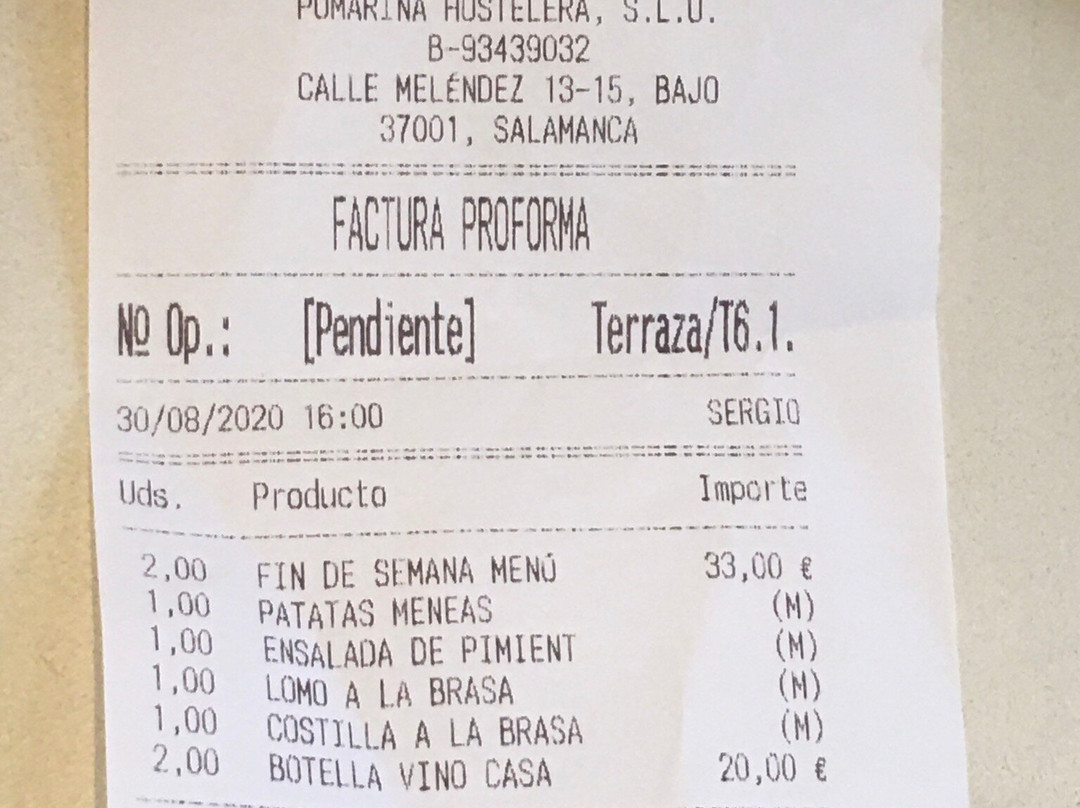 POMARINA HOSTELERA, S.L.U.
B-93439032
CALLE MELÉNDEZ 13-15, BAJO
37001, SALAMANCA
FACTURA PROFORMA
Nº Op.: [Pendiente] Terraza/T6.1.
30/08/2020 16:00 SERGIO
Uds. Producto Importe
2,00 FIN DE SEMANA MENÚ 33,00 €
1,00 PATATAS MENEAS (M)
1,00 ENSALADA DE PIMIENT (M)
1,00 LOMO A LA BRASA (M)
1,00 COSTILLA A LA BRASA (M)
2,00 BOTELLA VINO CASA 20,00 €